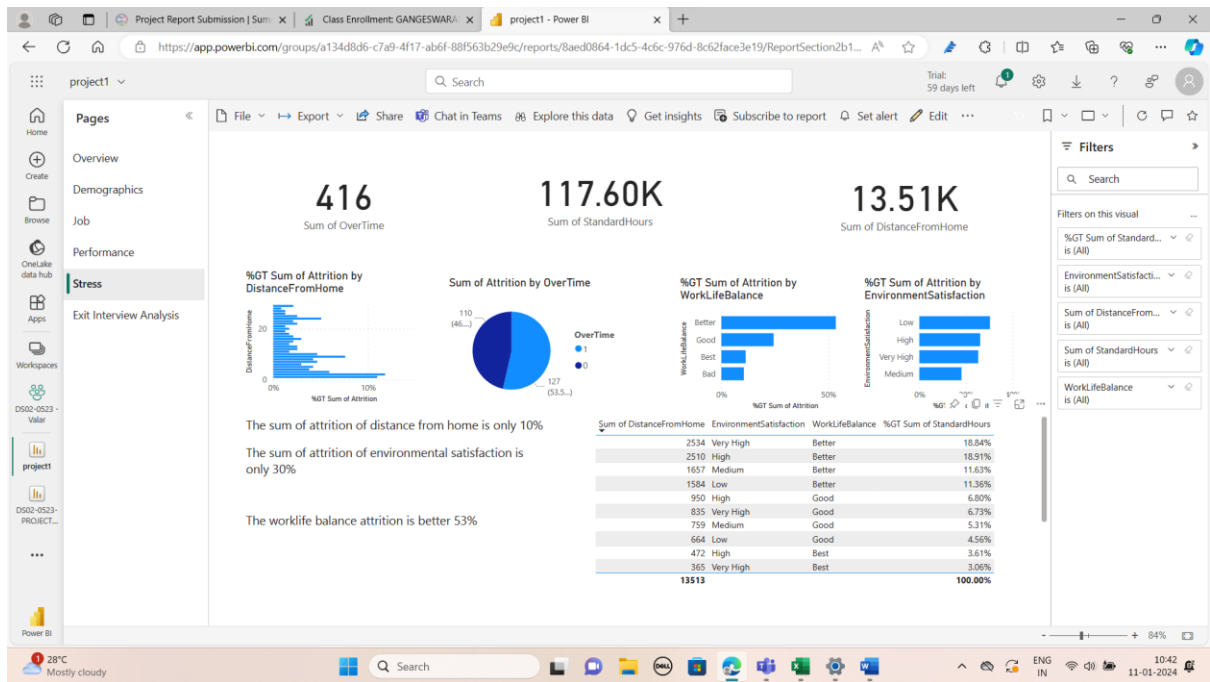 Project Report Submission | Sum
Class Enrollment: GANGESWARA
project1 - Power BI
https://app.powerbi.com/groups/a134d8d6-c7a9-4f17-ab6f-88f563b29e9c/reports/8aed0864-1dc5-4c6c-976d-8c62face3e19/ReportSection2b1...
project1
Search
Trial:
59 days left
1
Home
Create
Browse
OneLake
data hub
Apps
Workspaces
DS02-0523 -
Valar
project1
DS02-0523-
PROJECT...
Power BI
Pages
Overview
Demographics
Job
Performance
Stress
Exit Interview Analysis
File
Export
Share
Chat in Teams
Explore this data
Get insights
Subscribe to report
Set alert
Edit
416
Sum of OverTime
117.60K
Sum of StandardHours
13.51K
Sum of DistanceFromHome
%GT Sum of Attrition by
DistanceFromHome
DistanceFromHome
20
0
0%
10%
%GT Sum of Attrition
Sum of Attrition by OverTime
110
(46....)
127
(53.5...)
OverTime
1
0
%GT Sum of Attrition by
WorkLifeBalance
WorkLifeBalance
Better
Good
Best
Bad
0%
50%
%GT Sum of Attrition
%GT Sum of Attrition by
EnvironmentSatisfaction
EnvironmentSatisfaction
Low
High
Very High
Medium
0%
The sum of attrition of distance from home is only 10%
The sum of attrition of environmental satisfaction is
only 30%
The worklife balance attrition is better 53%
Sum of DistanceFromHome EnvironmentSatisfaction WorkLifeBalance %GT Sum of StandardHours
2534 Very High Better 18.84%
2510 High Better 18.91%
1657 Medium Better 11.63%
1584 Low Better 11.36%
950 High Good 6.80%
835 Very High Good 6.73%
759 Medium Good 5.31%
664 Low Good 4.56%
472 High Best 3.61%
365 Very High Best 3.06%
13513 100.00%
Filters
Search
Filters on this visual
%GT Sum of Standard...
is (All)
EnvironmentSatisfacti...
is (All)
Sum of DistanceFrom...
is (All)
Sum of StandardHours
is (All)
WorkLifeBalance
is (All)
84%
1
28°C
Mostly cloudy
Search
DELL
ENG
IN
10:42
11-01-2024